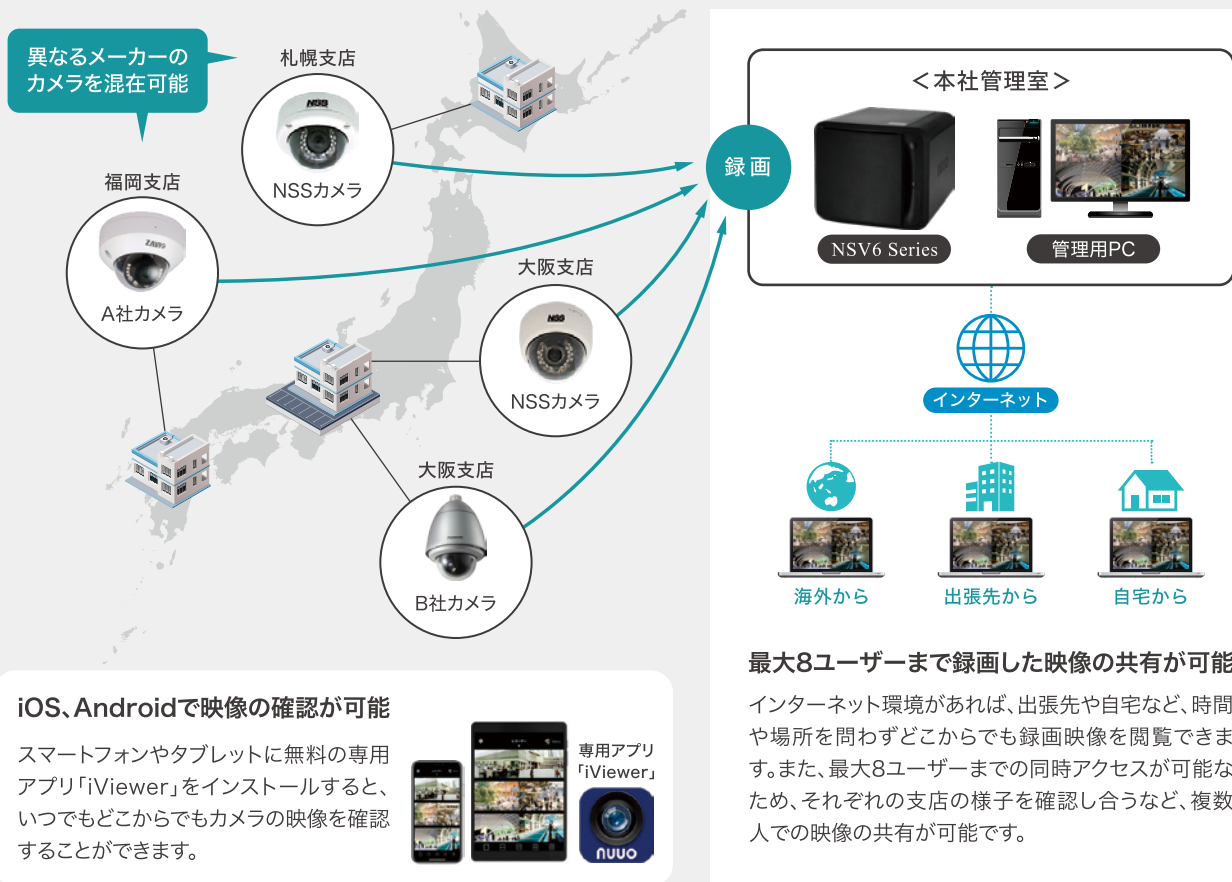 異なるメーカーの
カメラを混在可能
札幌支店
NSS
NSSカメラ
福岡支店
ZAVIO
A社カメラ
大阪支店
NSS
NSSカメラ
大阪支店
B社カメラ
録画
＜本社管理室＞
NSV6 Series
管理用PC
インターネット
海外から
出張先から
自宅から
iOS、Androidで映像の確認が可能
スマートフォンやタブレットに無料の専用
アプリ「iViewer」をインストールすると、
いつでもどこからでもカメラの映像を確認
することができます。
専用アプリ
「iViewer」
nuuo
最大8ユーザーまで録画した映像の共有が可能
インターネット環境があれば、出張先や自宅など、時間
や場所を問わずどこからでも録画映像を閲覧できま
す。また、最大8ユーザーまでの同時アクセスが可能な
ため、それぞれの支店の様子を確認し合うなど、複数
人での映像の共有が可能です。